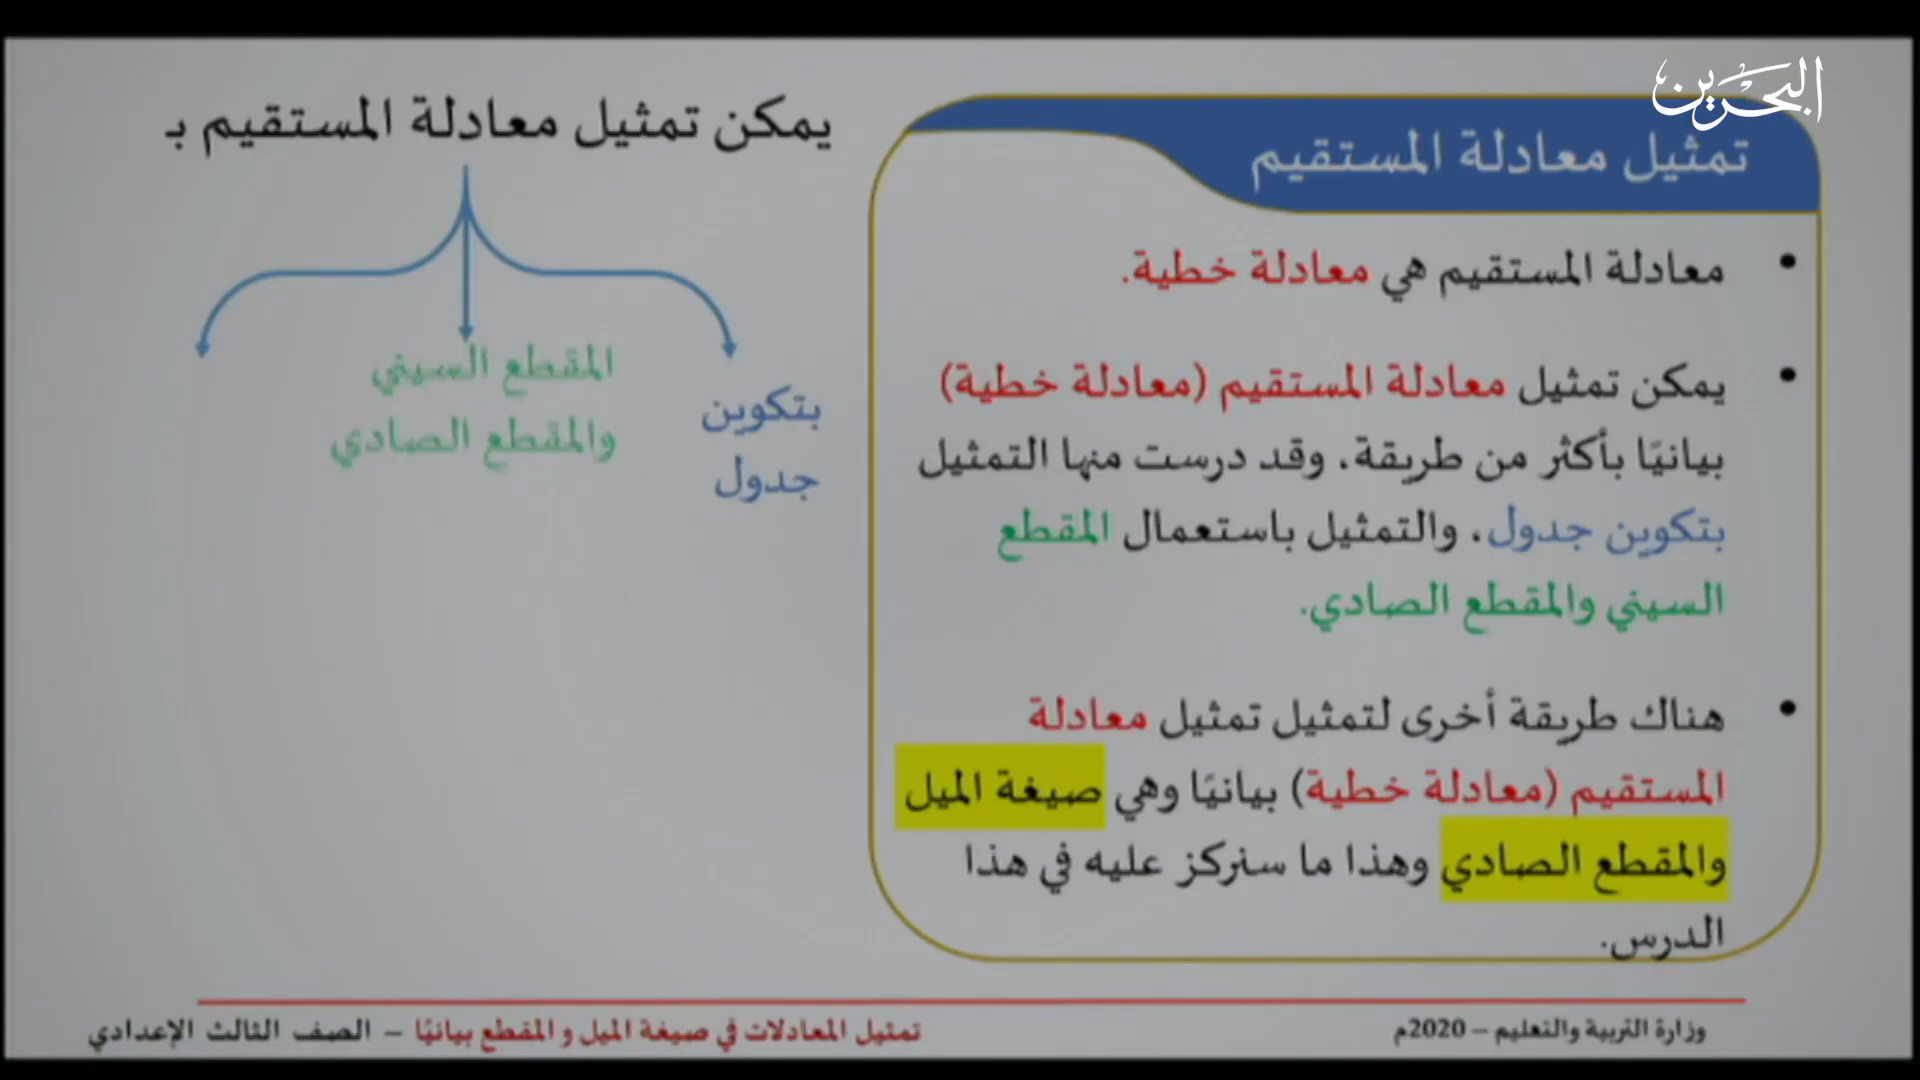 البحرين
تمثيل معادلة المستقيم
• معادلة المستقيم هي معادلة خطية.
• يمكن تمثيل معادلة المستقيم (معادلة خطية)
بيانيًا بأكثر من طريقة، وقد درست منها التمثيل
بتكوين جدول، والتمثيل باستعمال المقطع
السيني والمقطع الصادي.
• هناك طريقة أخرى لتمثيل تمثيل معادلة
المستقيم (معادلة خطية) بيانيًا وهي صيغة الميل
والمقطع الصادي وهذا ما سنركز عليه في هذا
الدرس.
يمكن تمثيل معادلة المستقيم بـ
بتكوين
جدول
المقطع السيني
والمقطع الصادي
وزارة التربية والتعليم – 2020م
تمثيل المعادلات في صيغة الميل و المقطع بيانيًا – الصف الثالث الإعدادي